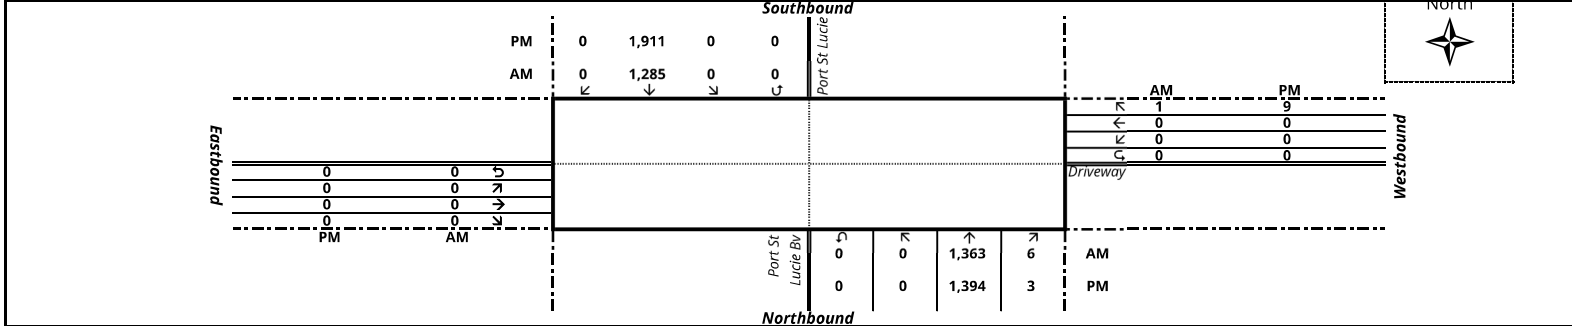 Southbound
North
PM 0 1,911 0 0
AM 0 1,285 0 0
↙ ↓ ↘ ↺
Port St Lucie
AM PM
↖ 1 9
← 0 0
↙ 0 0
↺ 0 0
Driveway
Westbound
Eastbound
0 0 ↺
0 0 ↗
0 0 →
0 0 ↘
PM AM
Port St
Lucie Bv
↺ ↖ ↑ ↗
0 0 1,363 6 AM
0 0 1,394 3 PM
Northbound